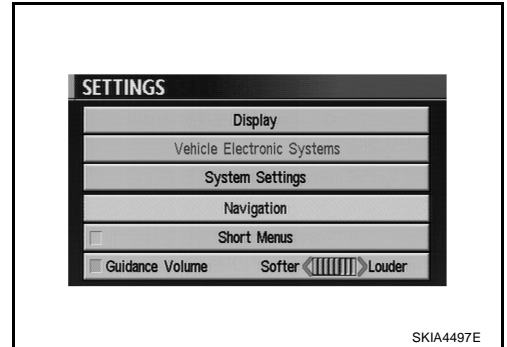 SETTINGS
Display
Vehicle Electronic Systems
System Settings
Navigation
Short Menus
Guidance Volume Softer Louder
SKIA4497E